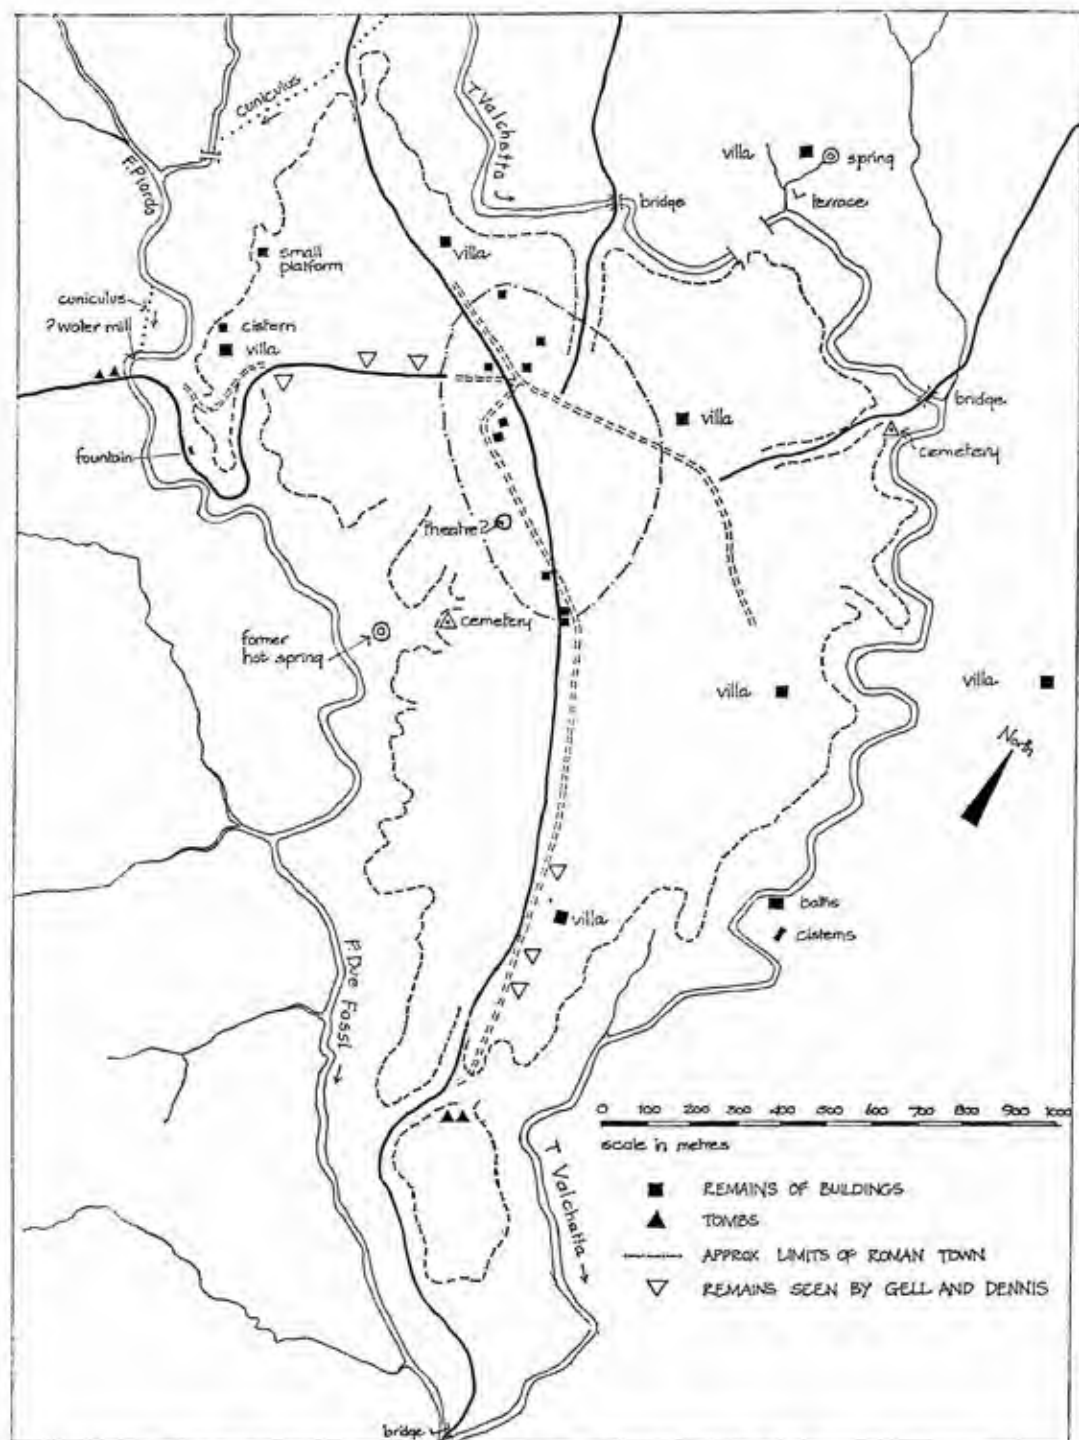 cuniculus
T Valchetta
F. Piordo
villa
spring
terrace
bridge
villa
small
platform
cuniculus
? water mill
cistern
villa
villa
bridge
cemetery
fountain
theatre?
cemetery
former
hot spring
villa
villa
North
villa
baths
cisterns
F. Due Fossi
0 100 200 300 400 500 600 700 800 900 1000
scale in metres
T Valchetta
REMAINS OF BUILDINGS
TOMBS
APPROX LIMITS OF ROMAN TOWN
REMAINS SEEN BY GELL AND DENNIS
bridge